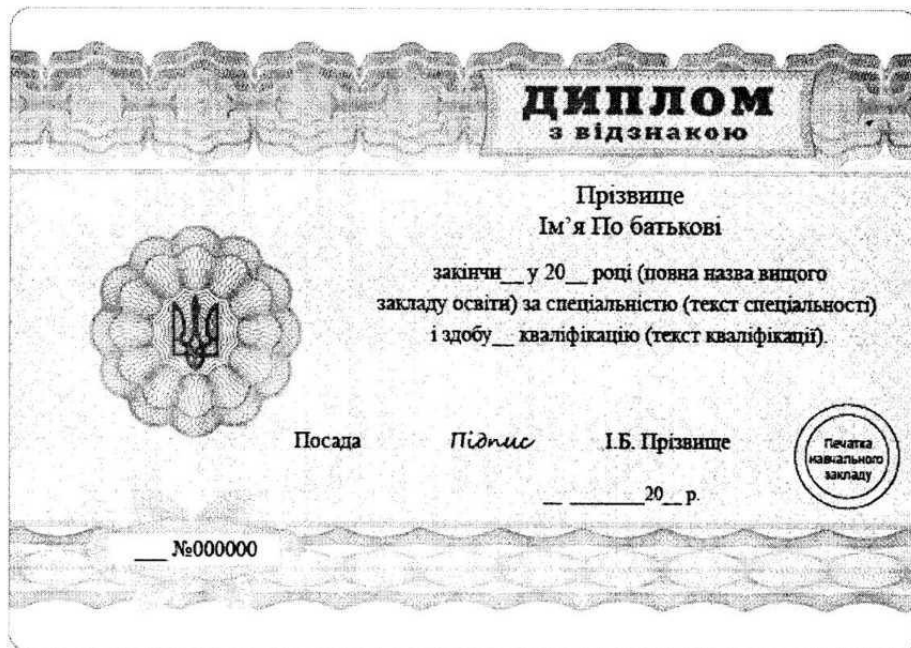 ДИПЛОМ
з відзнакою
Прізвище
Ім’я По батькові
закінчи__ у 20__ році (повна назва вищого
закладу освіти) за спеціальністю (текст спеціальності)
і здобу__ кваліфікацію (текст кваліфікації).
Посада Підпис І.Б. Прізвище
Печатка
навчального
закладу
__ ______20__ р.
___ №000000